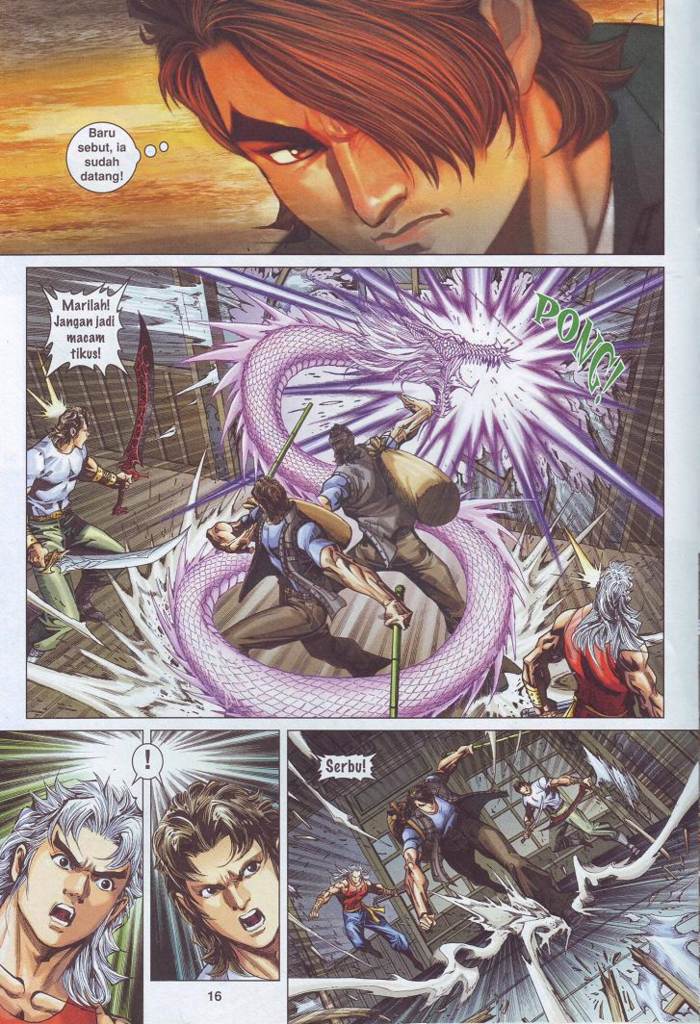 Baru
sebut, ia
sudah
datang!
Marilah!
Jangan jadi
macam
tikus!
PONG!
!
Serbu!
16